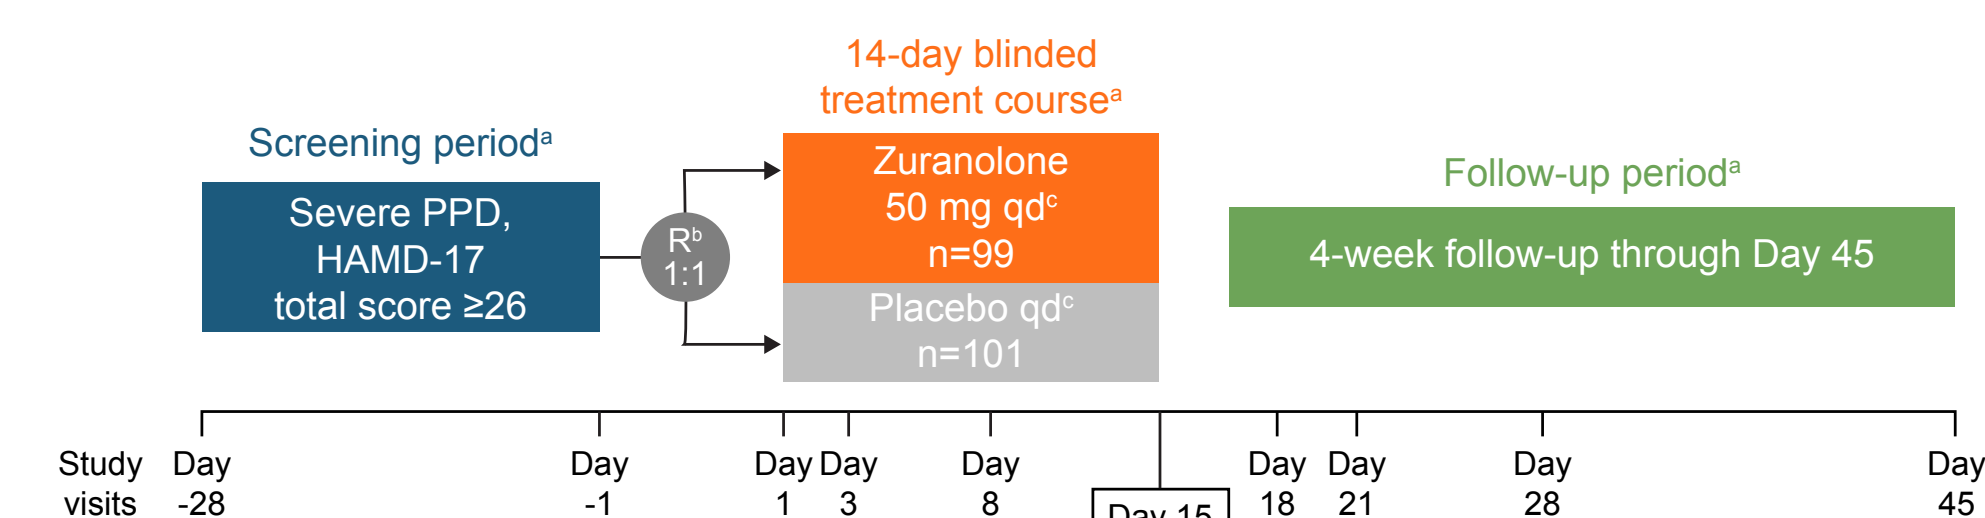 14-day blinded
treatment courseᵃ
Screening periodᵃ
Severe PPD,
HAMD-17
total score ≥26
Rᵇ
1:1
Zuranolone
50 mg qdᶜ
n=99
Placebo qdᶜ
n=101
Follow-up periodᵃ
4-week follow-up through Day 45
Study visits
Day -28
Day -1
Day 1
Day 3
Day 8
Day 15
Day 18
Day 21
Day 28
Day 45